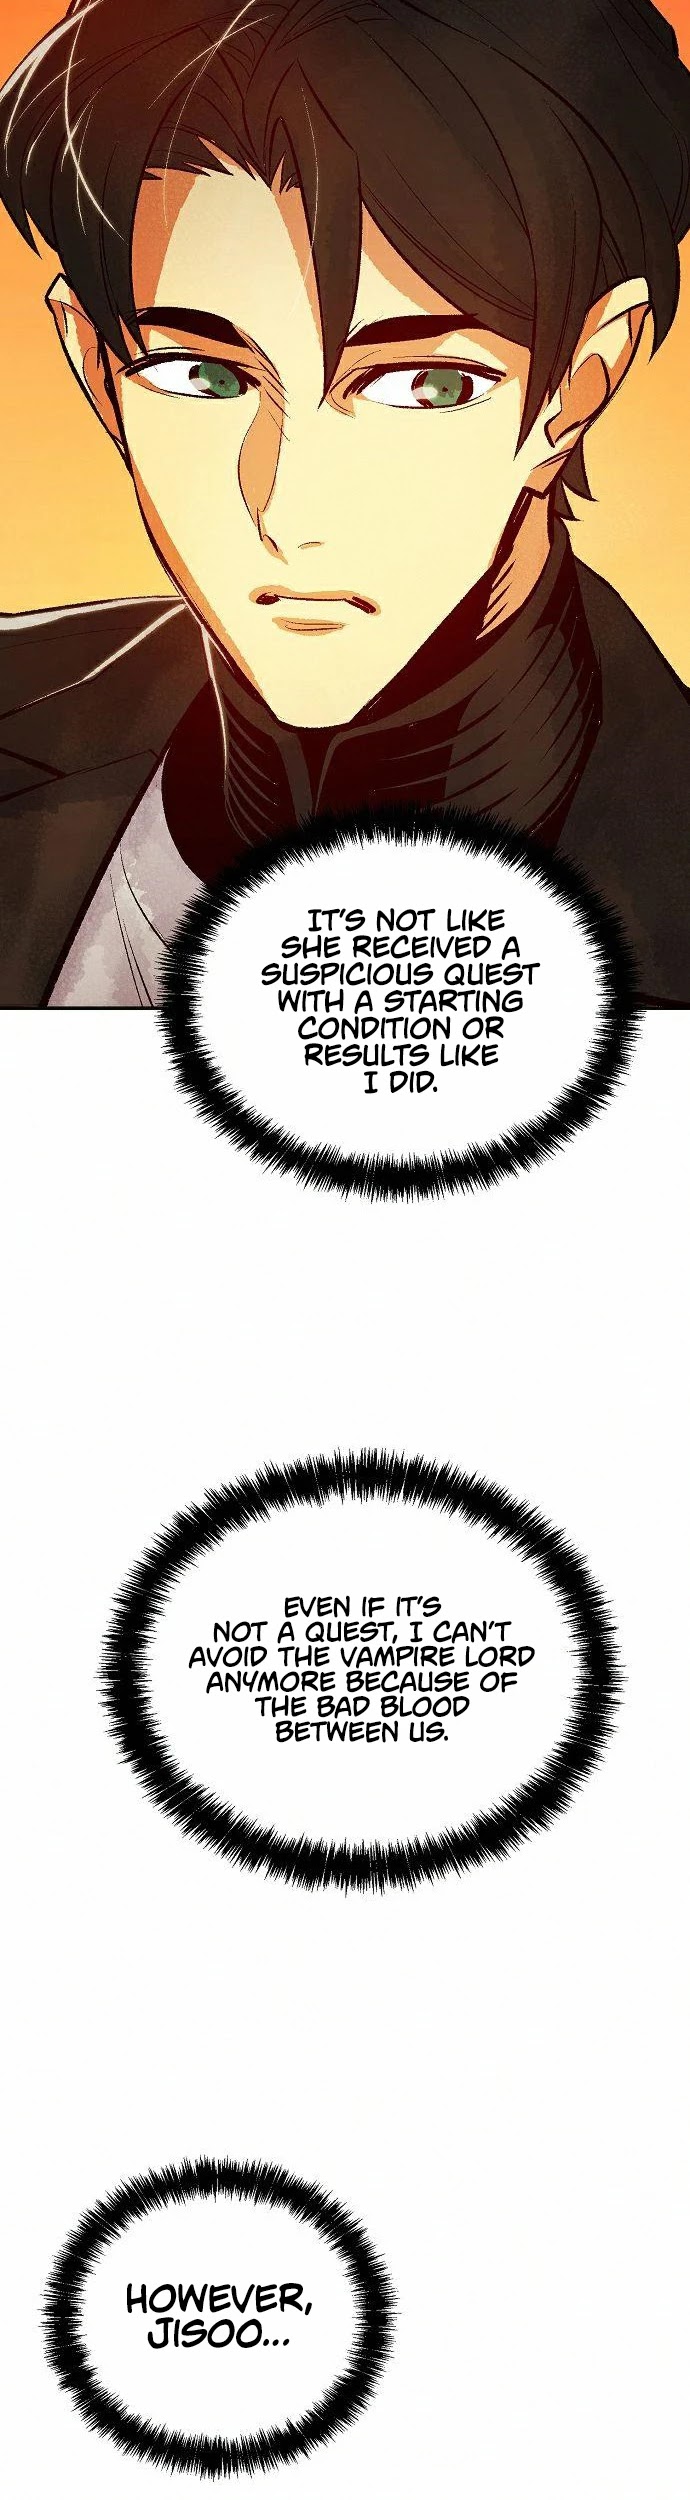 IT'S NOT LIKE
SHE RECEIVED A
SUSPICIOUS QUEST
WITH A STARTING
CONDITION OR
RESULTS LIKE
I DID.
EVEN IF IT'S
NOT A QUEST, I CAN'T
AVOID THE VAMPIRE LORD
ANYMORE BECAUSE OF
THE BAD BLOOD
BETWEEN US.
HOWEVER,
JISOO...